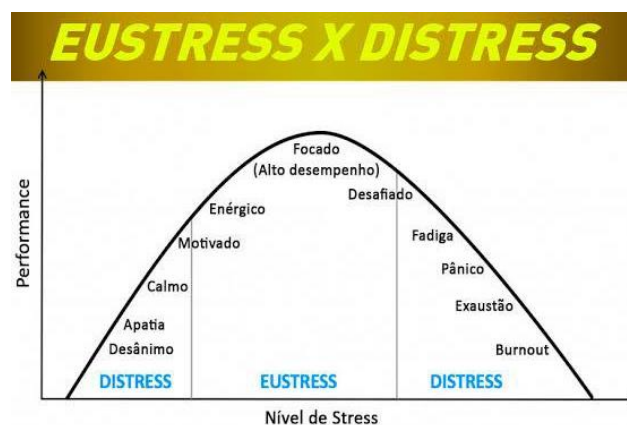 EUSTRESS X DISTRESS
Performance
Focado
(Alto desempenho)
Desafiado
Enérgico
Motivado
Fadiga
Pânico
Calmo
Exaustão
Apatia
Desânimo
Burnout
DISTRESS
EUSTRESS
DISTRESS
Nível de Stress